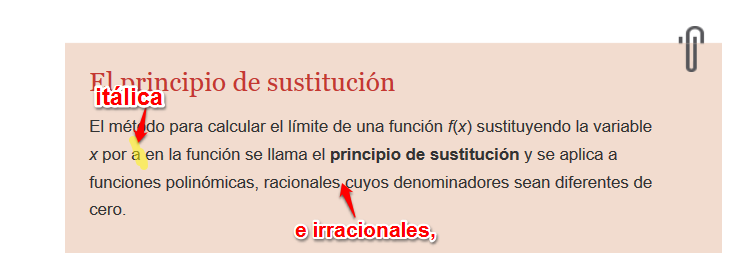 El principio de sustitución
itálica
El método para calcular el límite de una función f(x) sustituyendo la variable
x por a en la función se llama el principio de sustitución y se aplica a
funciones polinómicas, racionales cuyos denominadores sean diferentes de
cero.
e irracionales,